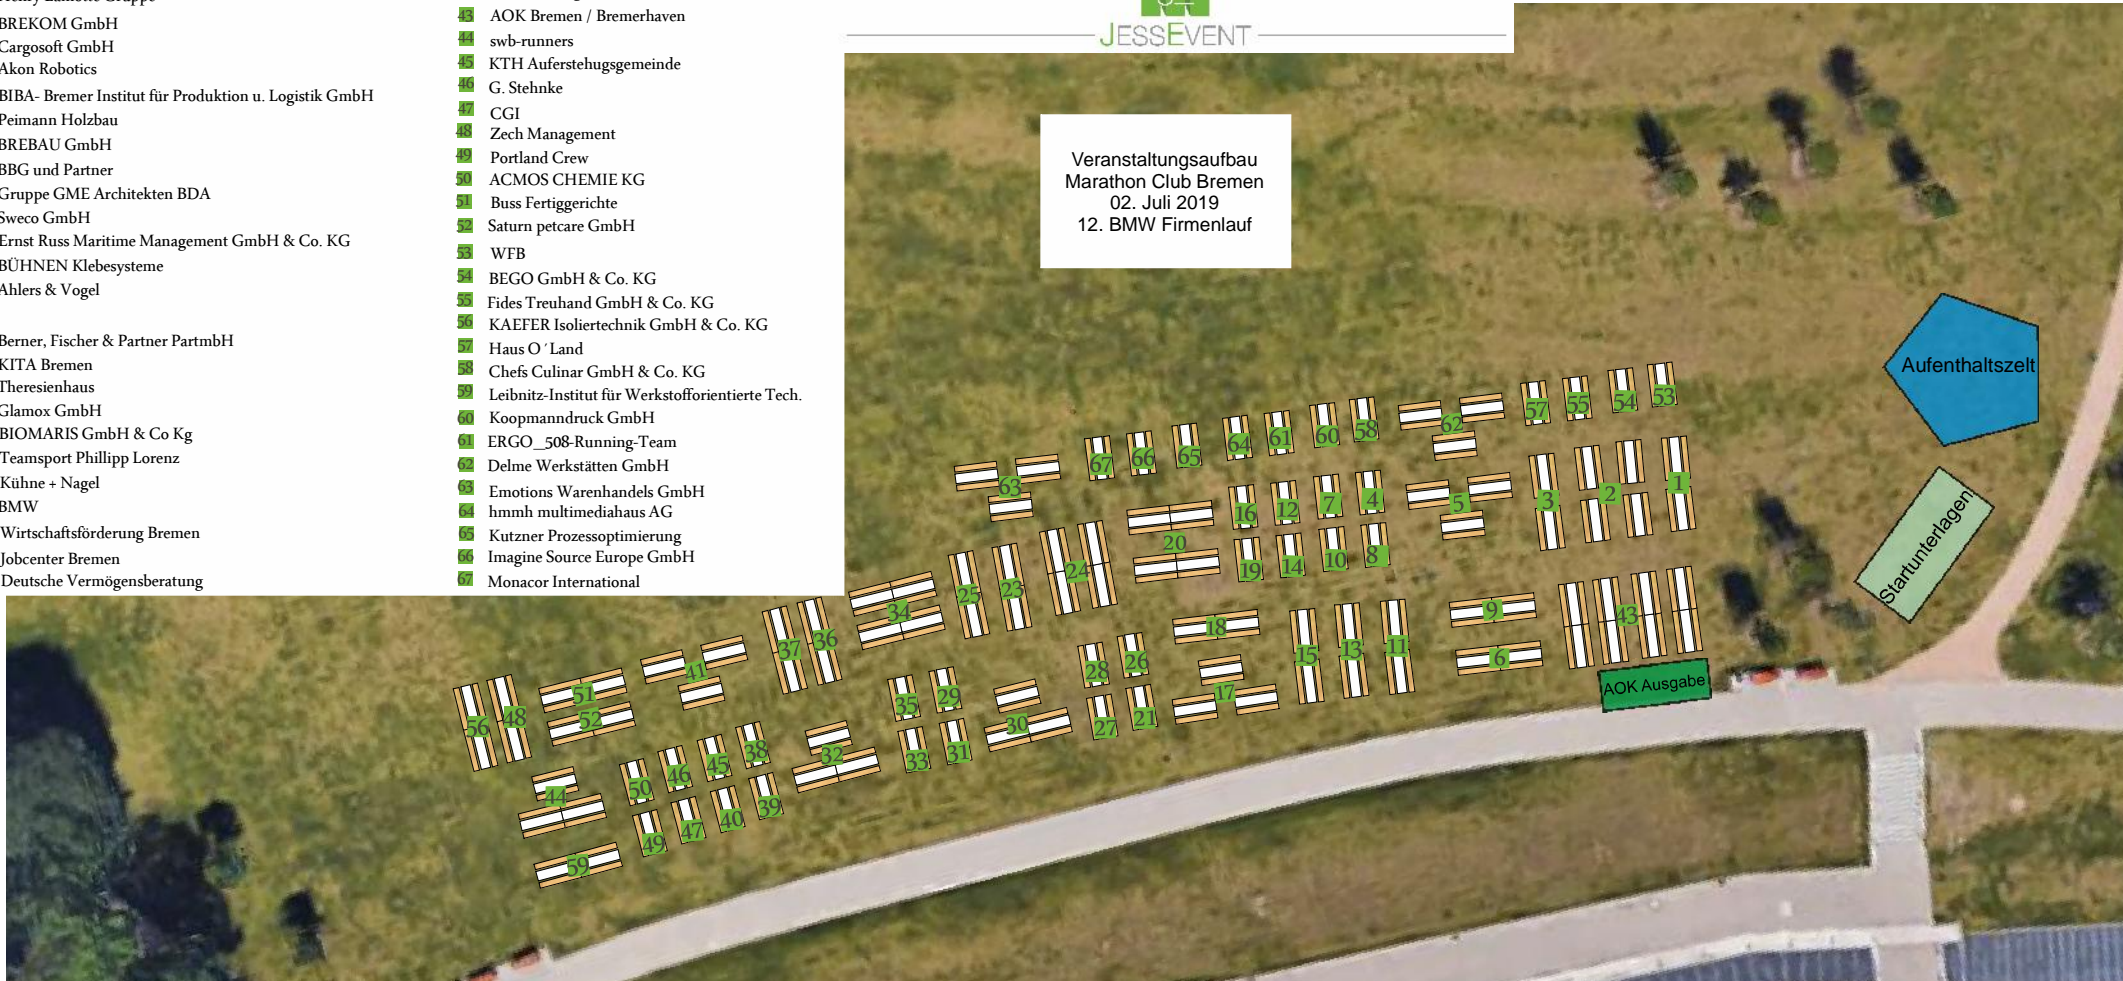 BREKOM GmbH
Cargosoft GmbH
Akon Robotics
BIBA- Bremer Institut für Produktion u. Logistik GmbH
Peimann Holzbau
BREBAU GmbH
BBG und Partner
Gruppe GME Architekten BDA
Sweco GmbH
Ernst Russ Maritime Management GmbH & Co. KG
BÜHNEN Klebesysteme
Ahlers & Vogel
Berner, Fischer & Partner PartmbH
KITA Bremen
Theresienhaus
Glamox GmbH
BIOMARIS GmbH & Co Kg
Teamsport Phillipp Lorenz
Kühne + Nagel
BMW
Wirtschaftsförderung Bremen
Jobcenter Bremen
Deutsche Vermögensberatung
43 AOK Bremen / Bremerhaven
44 swb-runners
45 KTH Auferstehugsgemeinde
46 G. Stehnke
47 CGI
48 Zech Management
49 Portland Crew
50 ACMOS CHEMIE KG
51 Buss Fertiggerichte
52 Saturn petcare GmbH
53 WFB
54 BEGO GmbH & Co. KG
55 Fides Treuhand GmbH & Co. KG
56 KAEFER Isoliertechnik GmbH & Co. KG
57 Haus O´Land
58 Chefs Culinar GmbH & Co. KG
59 Leibnitz-Institut für Werkstofforientierte Tech.
60 Koopmanndruck GmbH
61 ERGO_508-Running-Team
62 Delme Werkstätten GmbH
63 Emotions Warenhandels GmbH
64 hmmh multimediahaus AG
65 Kutzner Prozessoptimierung
66 Imagine Source Europe GmbH
67 Monacor International
JESSEVENT
Veranstaltungsaufbau
Marathon Club Bremen
02. Juli 2019
12. BMW Firmenlauf
Aufenthaltszelt
Startunterlagen
AOK Ausgabe
63
67
66
65
64
61
60
58
62
57
55
54
53
20
16
12
7
4
5
3
2
1
19
14
10
8
34
25
23
24
18
15
13
11
9
6
43
56
48
51
52
41
37
36
35
29
28
26
17
33
31
30
27
21
44
50
46
45
38
32
59
49
47
40
39